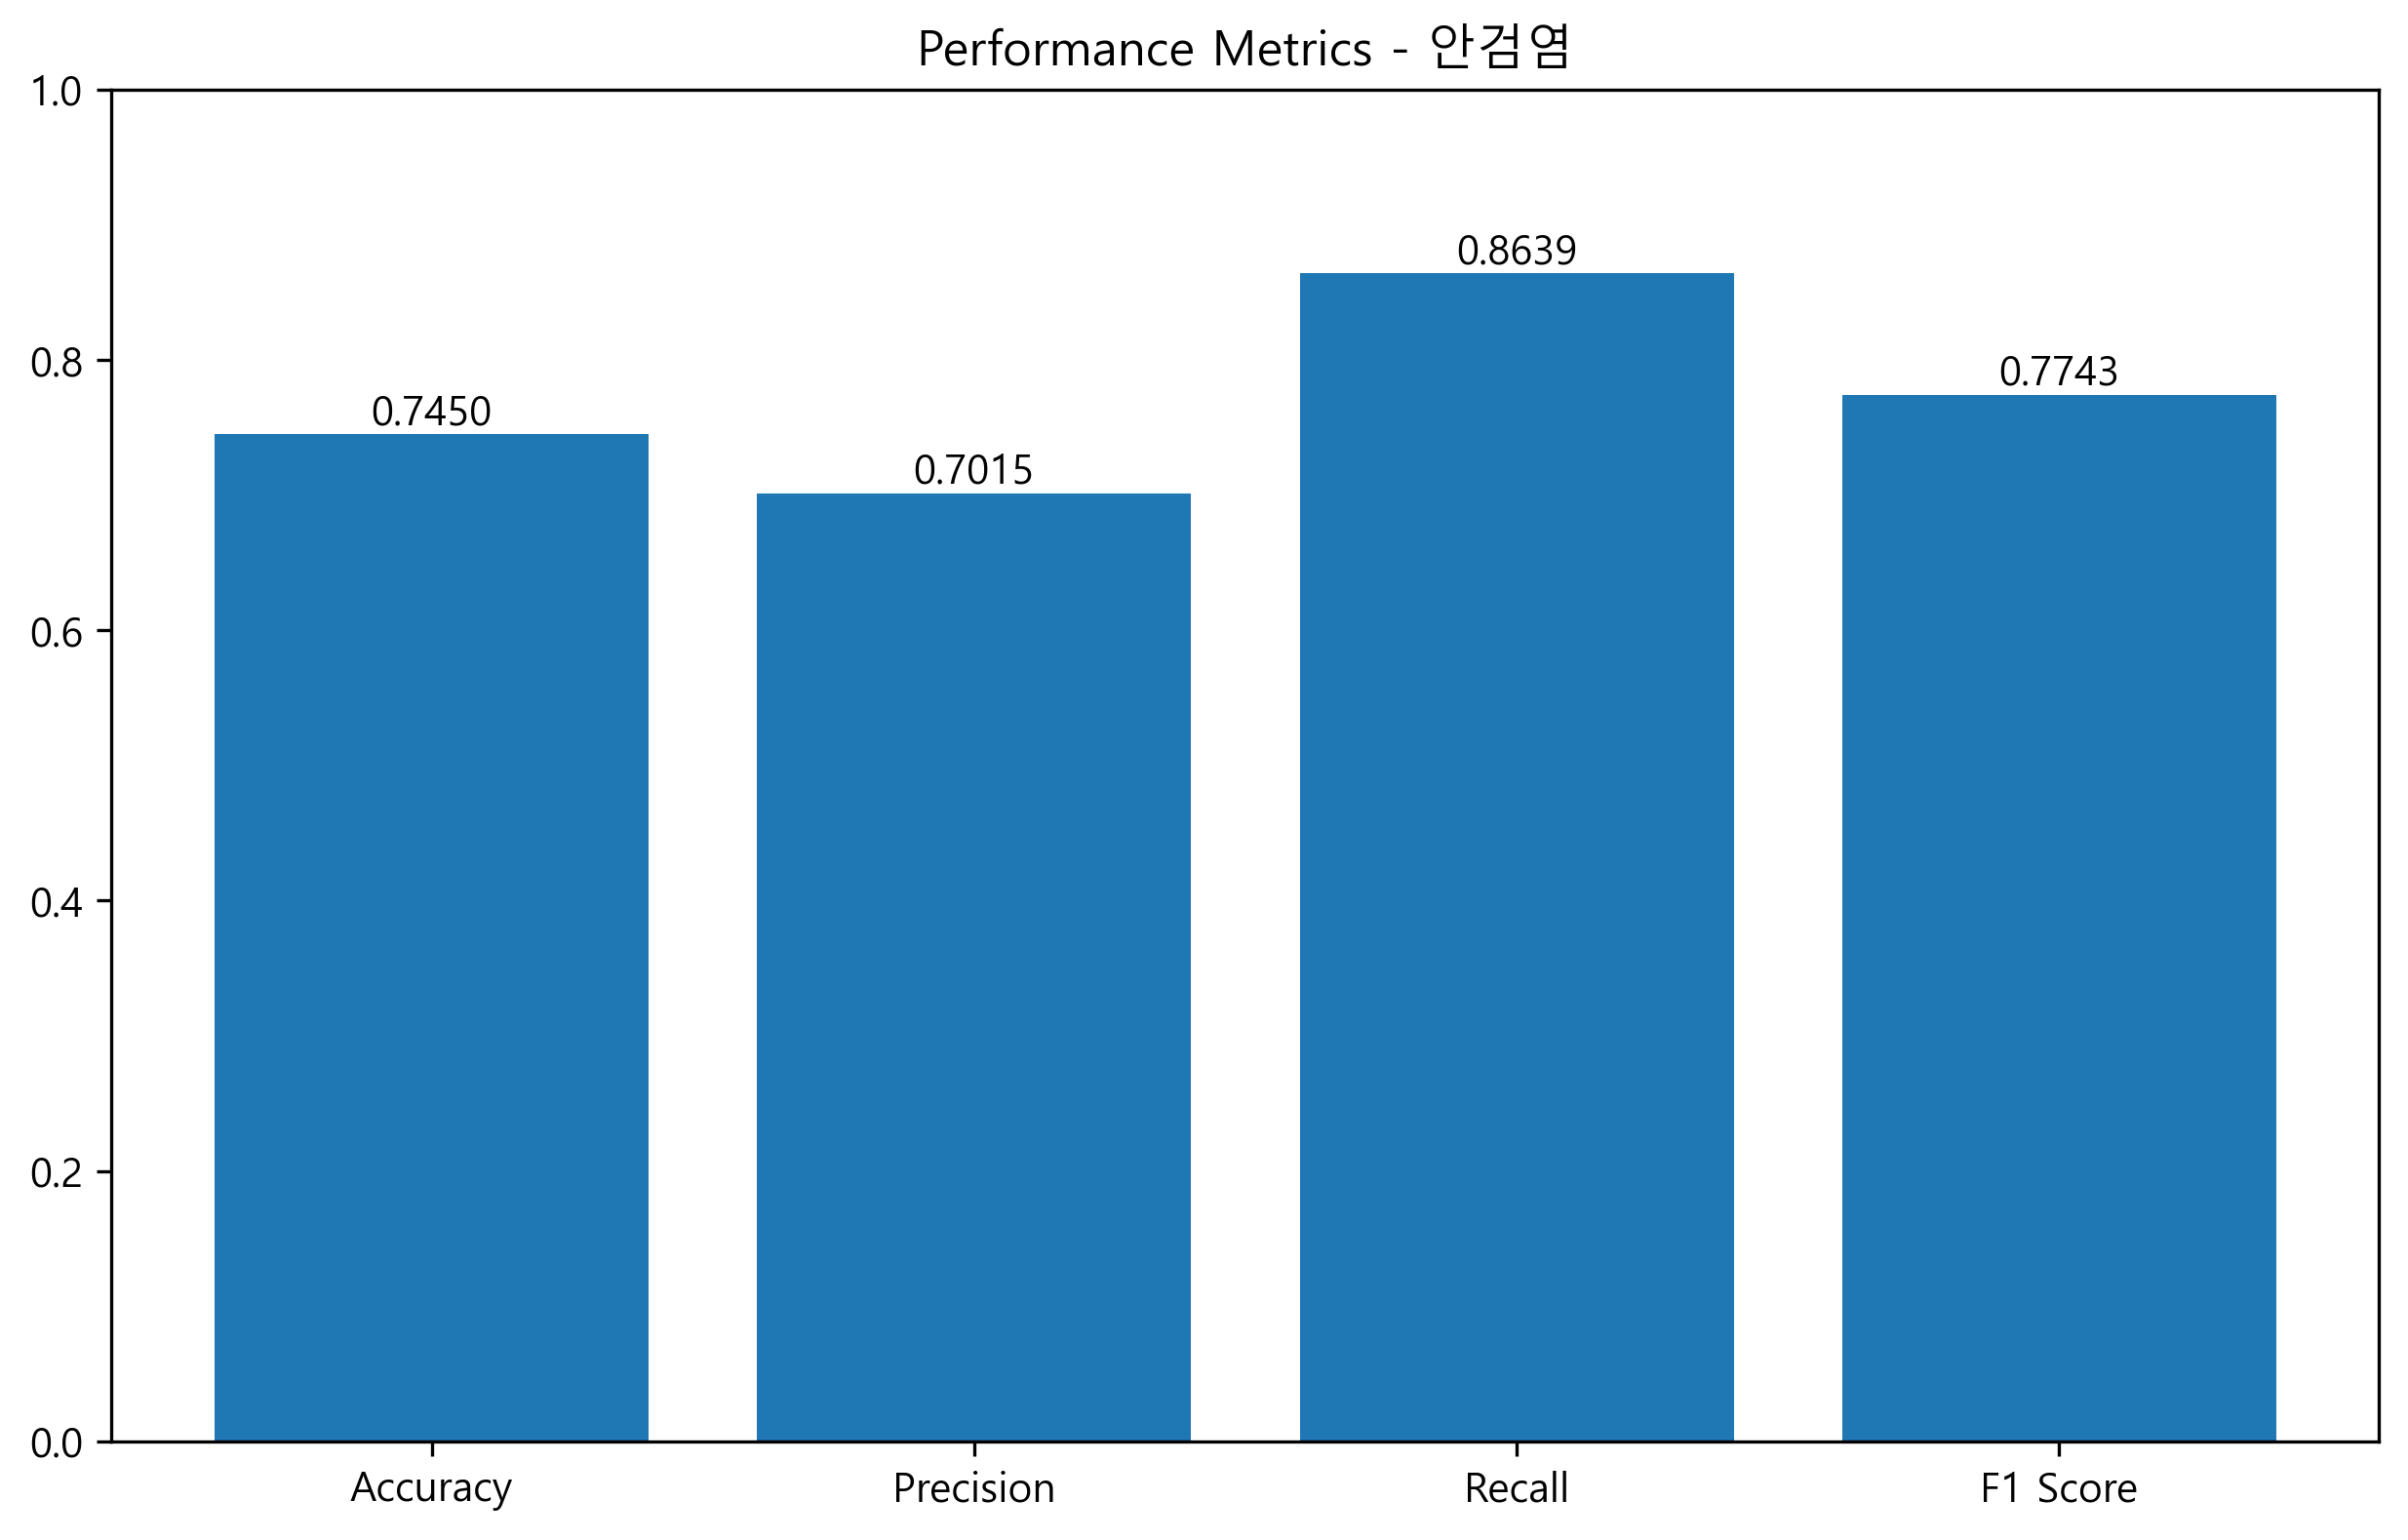 Performance Metrics - 안검염
1.0
0.8
0.6
0.4
0.2
0.0
0.7450
0.7015
0.8639
0.7743
Accuracy
Precision
Recall
F1 Score